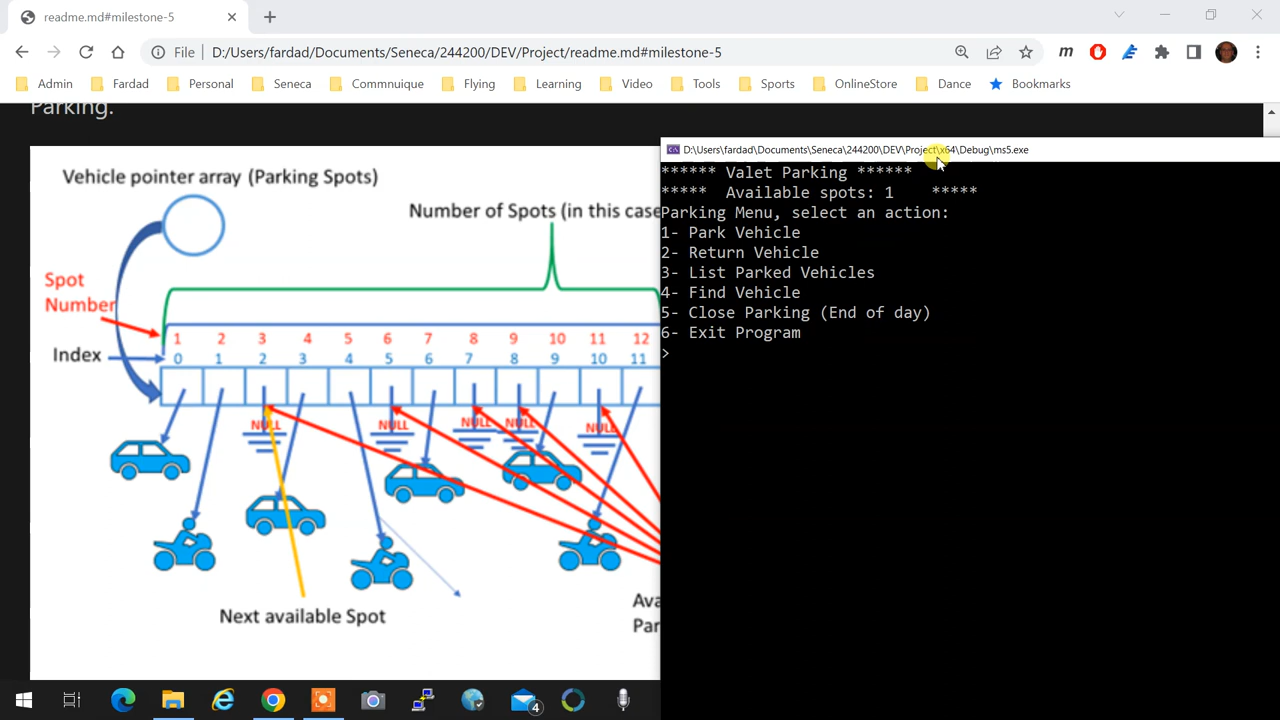 readme.md#milestone-5
File D:/Users/fardad/Documents/Seneca/244200/DEV/Project/readme.md#milestone-5
m
Admin Fardad Personal Seneca Commnuique Flying Learning Video Tools Sports OnlineStore Dance Bookmarks
Parking.
Vehicle pointer array (Parking Spots)
Number of Spots (in this case
Spot
Number
1 2 3 4 5 6 7 8 9 10 11 12
Index
0 1 2 3 4 5 6 7 8 9 10 11
NULL NULL NULL NULL NULL
Next available Spot
Ava
Par
D:\Users\fardad\Documents\Seneca\244200\DEV\Project\x64\Debug\ms5.exe
****** Valet Parking ******
***** Available spots: 1 *****
Parking Menu, select an action:
1- Park Vehicle
2- Return Vehicle
3- List Parked Vehicles
4- Find Vehicle
5- Close Parking (End of day)
6- Exit Program
>
4